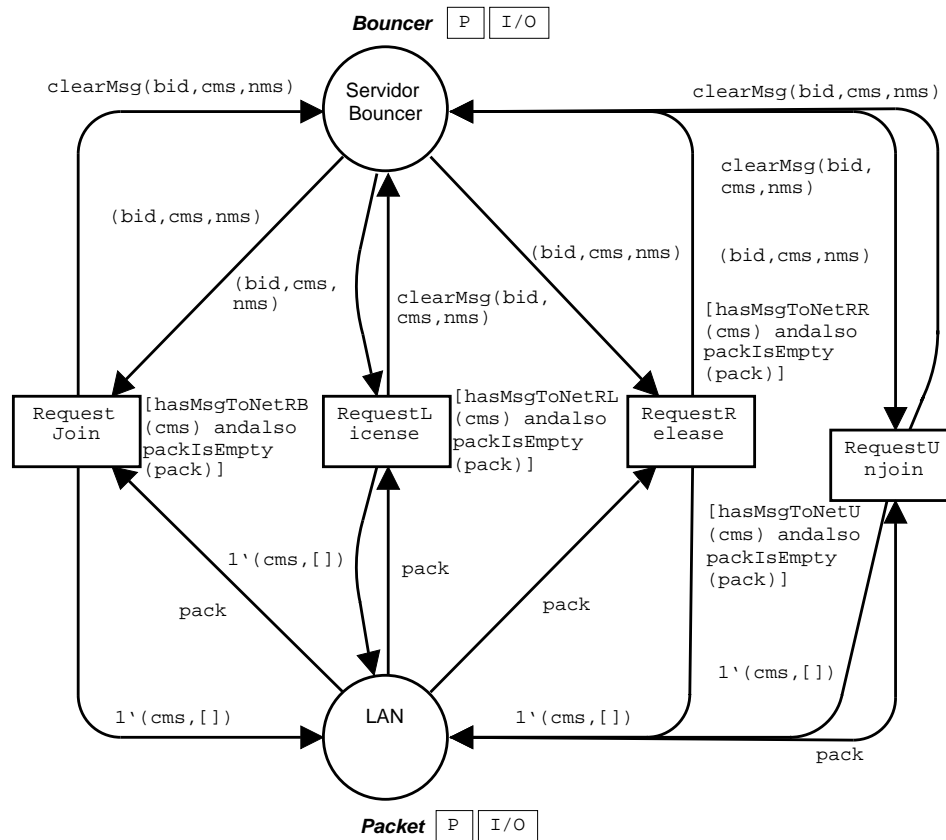 Bouncer P I/O
clearMsg(bid,cms,nms)
Servidor
Bouncer
clearMsg(bid,cms,nms)
clearMsg(bid,
cms,nms)
(bid,cms,nms)
(bid,cms,
nms)
clearMsg(bid,
cms,nms)
(bid,cms,nms)
(bid,cms,nms)
[hasMsgToNetRR
(cms) andalso
packIsEmpty
(pack)]
Request
Join
[hasMsgToNetRB
(cms) andalso
packIsEmpty
(pack)]
RequestL
icense
[hasMsgToNetRL
(cms) andalso
packIsEmpty
(pack)]
RequestR
elease
RequestU
njoin
[hasMsgToNetU
(cms) andalso
packIsEmpty
(pack)]
1‘(cms,[])
pack
pack
pack
1‘(cms,[])
LAN
1‘(cms,[])
1‘(cms,[])
pack
Packet P I/O